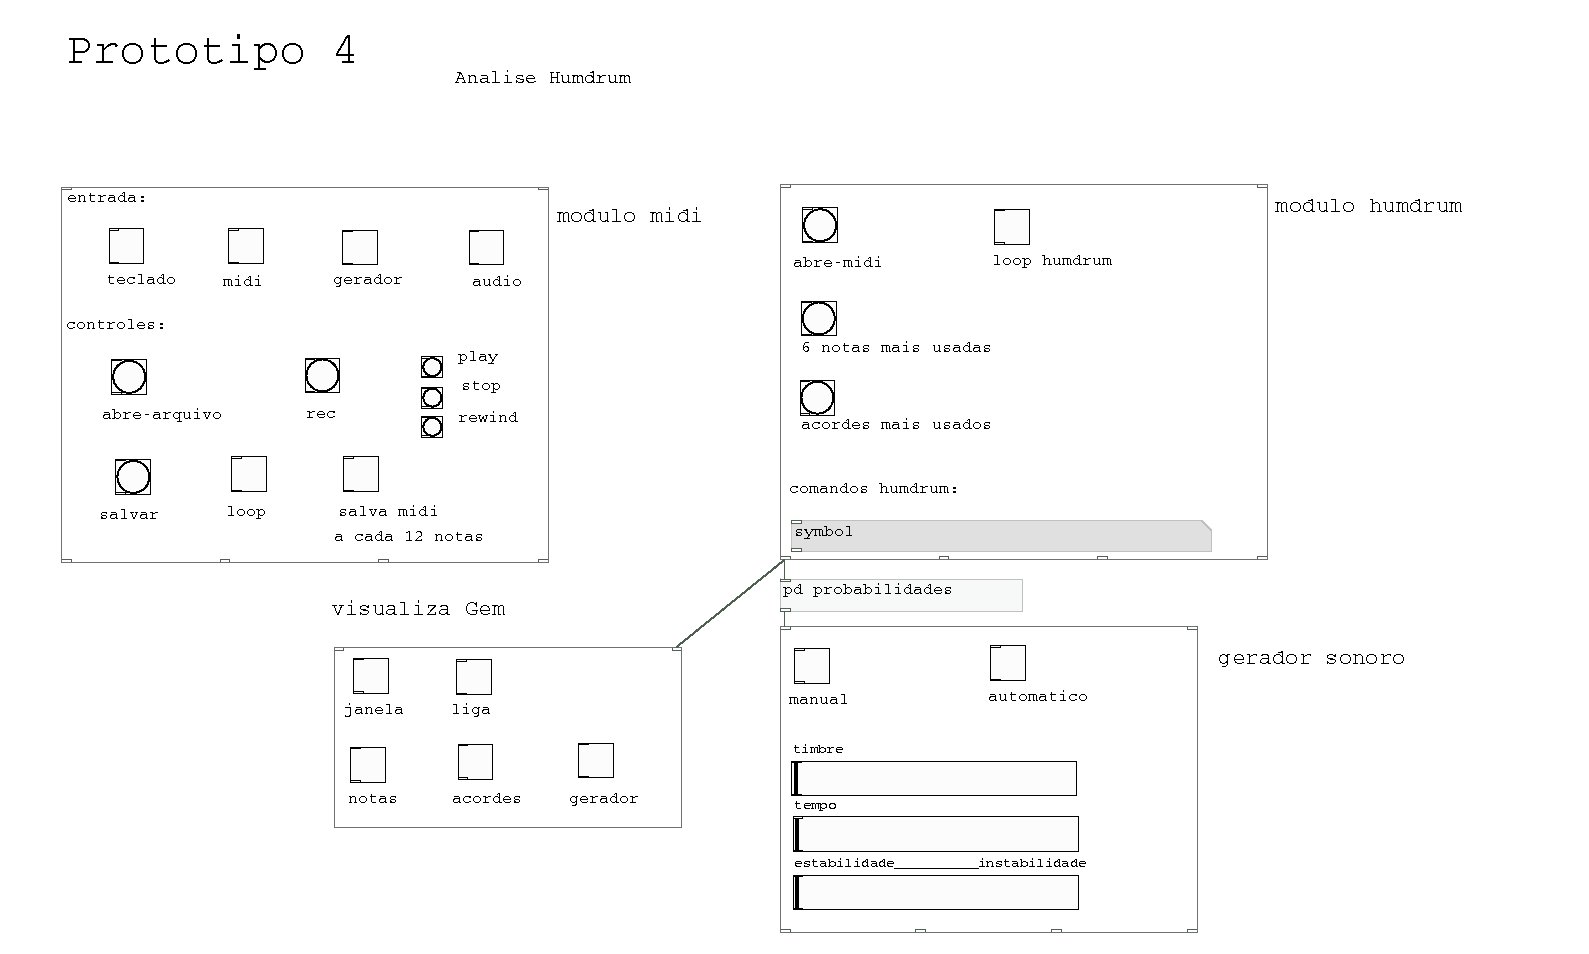 Prototipo 4
Analise Humdrum
modulo midi
entrada:
teclado
midi
gerador
audio
controles:
abre-arquivo
rec
play
stop
rewind
salvar
loop
salva midi
a cada 12 notas
modulo humdrum
abre-midi
loop humdrum
6 notas mais usadas
acordes mais usados
comandos humdrum:
symbol
pd probabilidades
visualiza Gem
janela
liga
notas
acordes
gerador
gerador sonoro
manual
automatico
timbre
tempo
estabilidade__________instabilidade